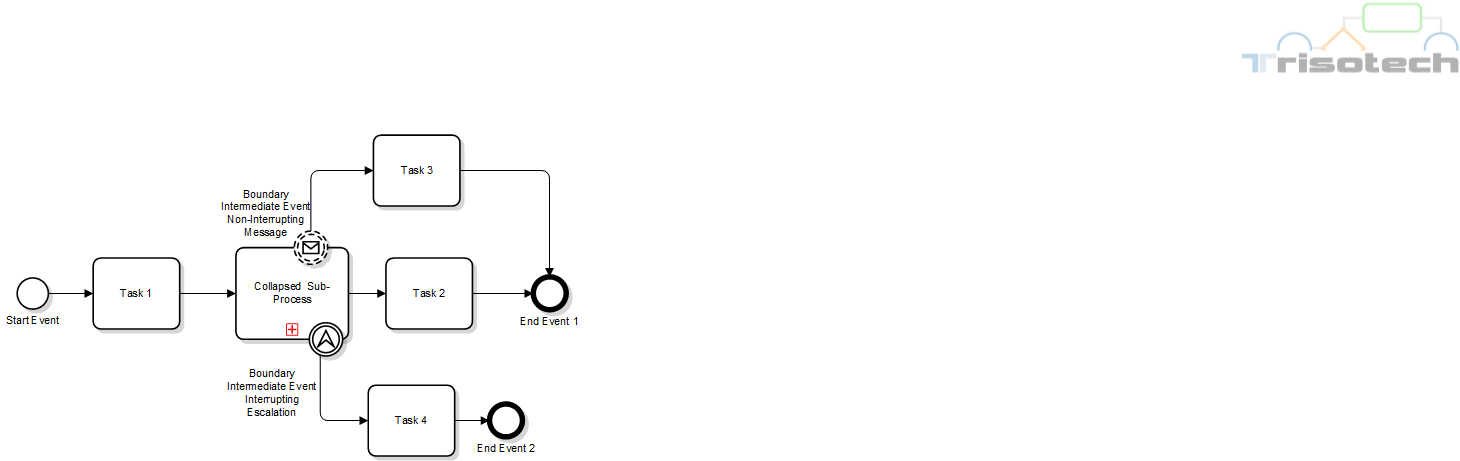 Trisotech
Task 3
Boundary
Intermediate Event
Non-Interrupting
Message
Start Event
Task 1
Collapsed Sub-
Process
Task 2
End Event 1
Boundary
Intermediate Event
Interrupting
Escalation
Task 4
End Event 2